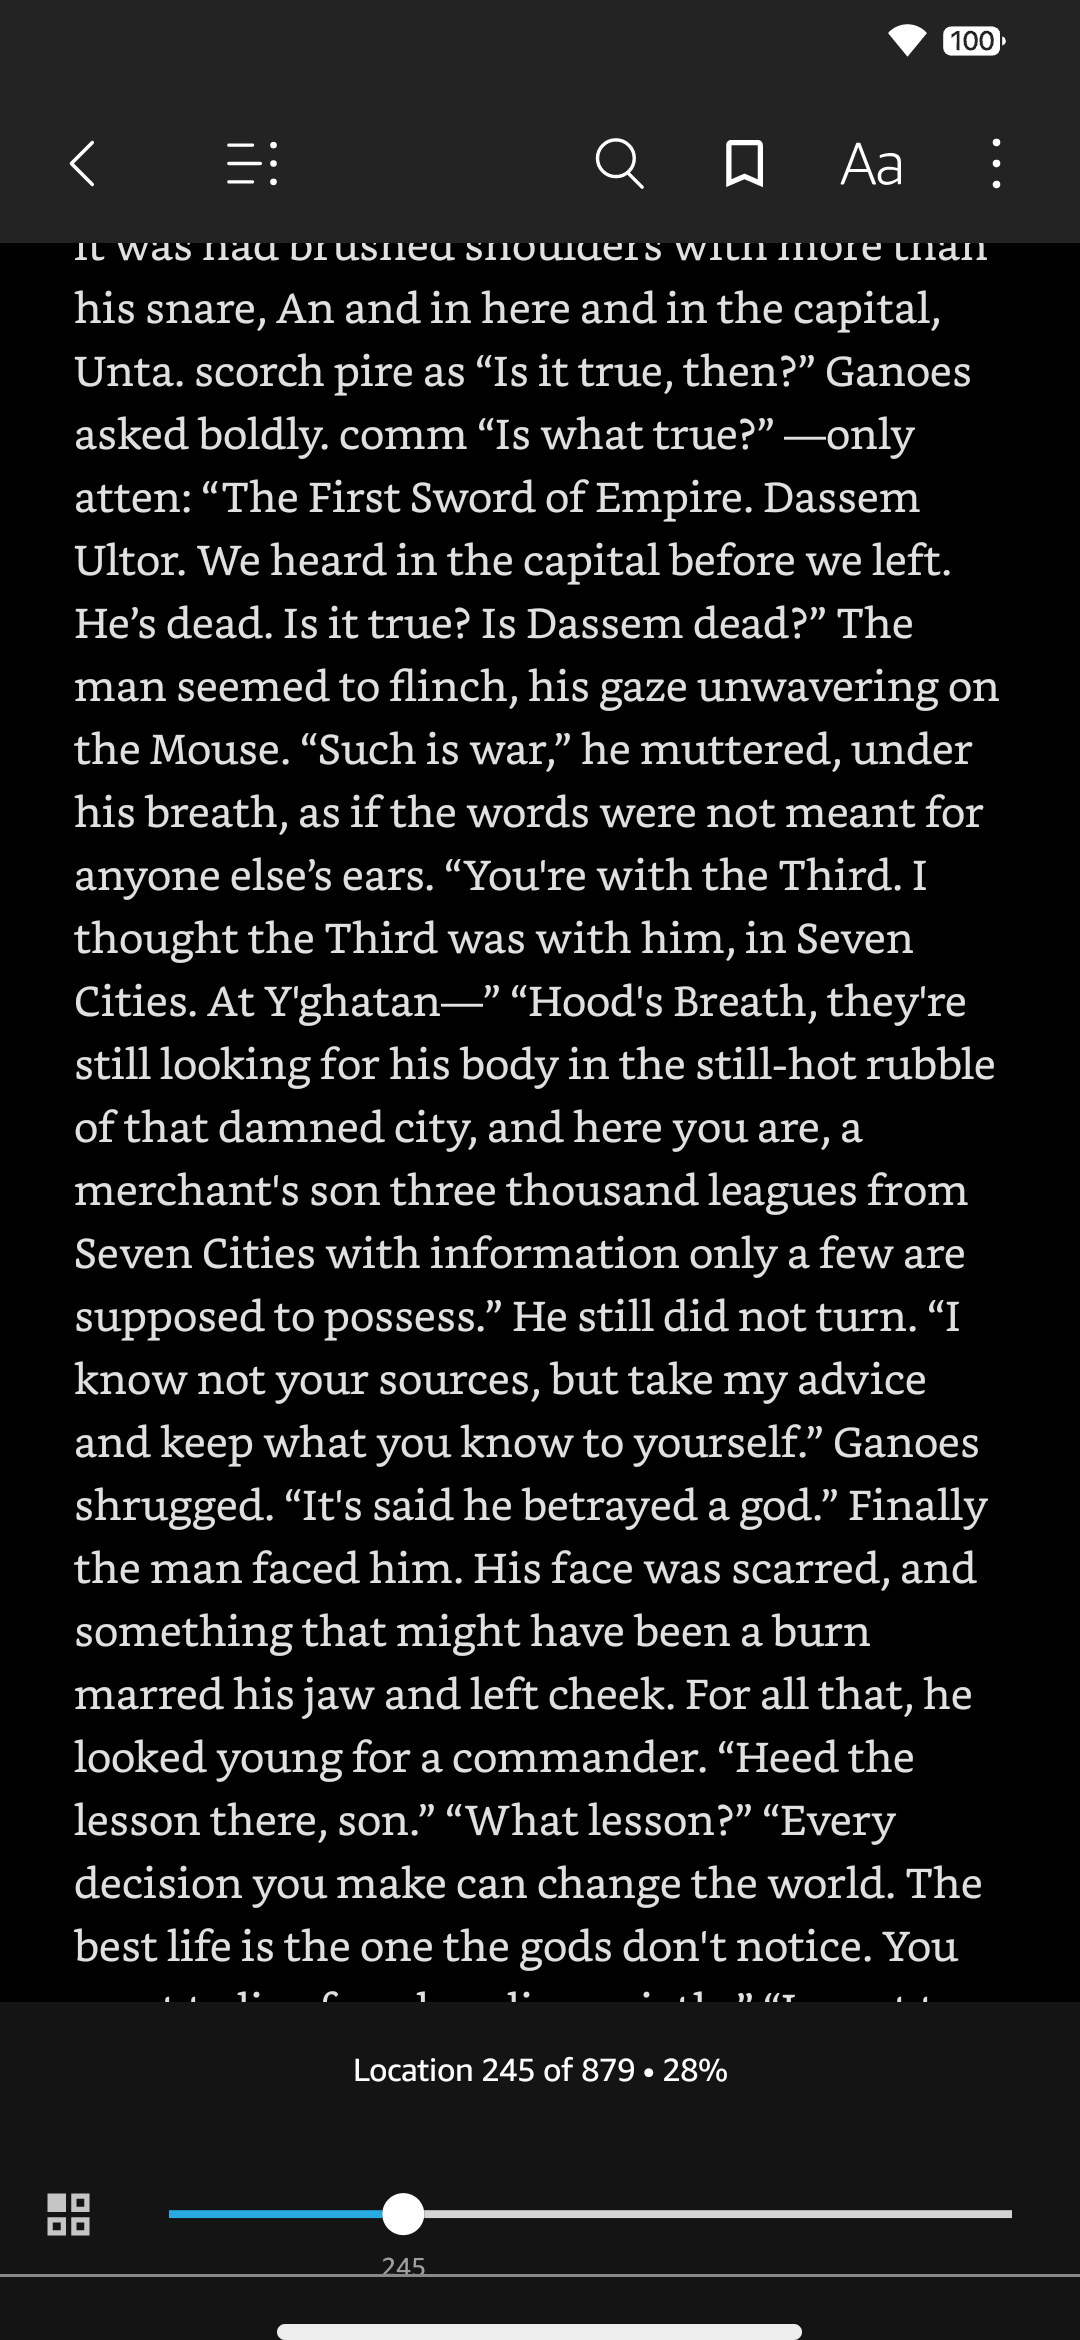 100
Aa
it was had brushed shoulders with more than
his snare, An and in here and in the capital,
Unta. scorch pire as “Is it true, then?” Ganoes
asked boldly. comm “Is what true?” —only
atten: “The First Sword of Empire. Dassem
Ultor. We heard in the capital before we left.
He’s dead. Is it true? Is Dassem dead?” The
man seemed to flinch, his gaze unwavering on
the Mouse. “Such is war,” he muttered, under
his breath, as if the words were not meant for
anyone else’s ears. “You're with the Third. I
thought the Third was with him, in Seven
Cities. At Y'ghatan—” “Hood's Breath, they're
still looking for his body in the still-hot rubble
of that damned city, and here you are, a
merchant's son three thousand leagues from
Seven Cities with information only a few are
supposed to possess.” He still did not turn. “I
know not your sources, but take my advice
and keep what you know to yourself.” Ganoes
shrugged. “It's said he betrayed a god.” Finally
the man faced him. His face was scarred, and
something that might have been a burn
marred his jaw and left cheek. For all that, he
looked young for a commander. “Heed the
lesson there, son.” “What lesson?” “Every
decision you make can change the world. The
best life is the one the gods don't notice. You
Location 245 of 879 • 28%
245